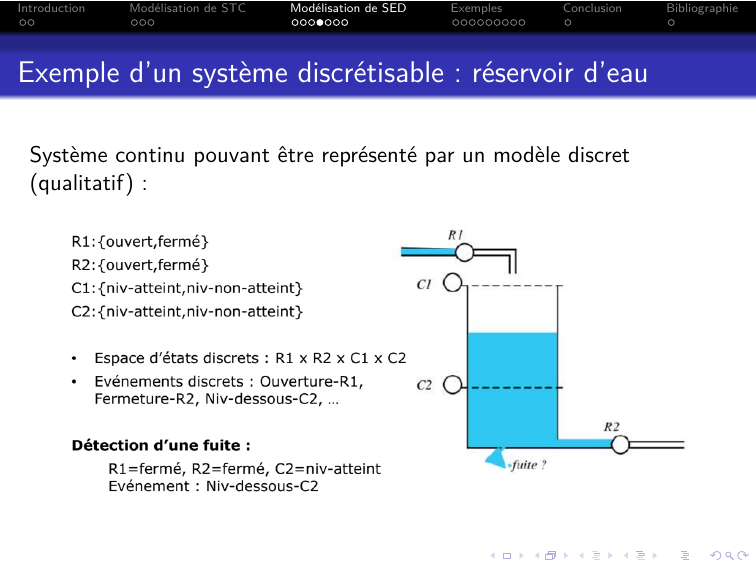 Introduction Modélisation de STC Modélisation de SED Exemples Conclusion Bibliographie
Exemple d'un système discrétisable : réservoir d'eau
Système continu pouvant être représenté par un modèle discret
(qualitatif) :
R1:{ouvert,fermé}
R2:{ouvert,fermé}
C1:{niv-atteint,niv-non-atteint}
C2:{niv-atteint,niv-non-atteint}
• Espace d'états discrets : R1 x R2 x C1 x C2
• Evénements discrets : Ouverture-R1,
Fermeture-R2, Niv-dessous-C2, ...
Détection d'une fuite :
R1=fermé, R2=fermé, C2=niv-atteint
Evénement : Niv-dessous-C2
R1
C1
C2
R2
fuite ?